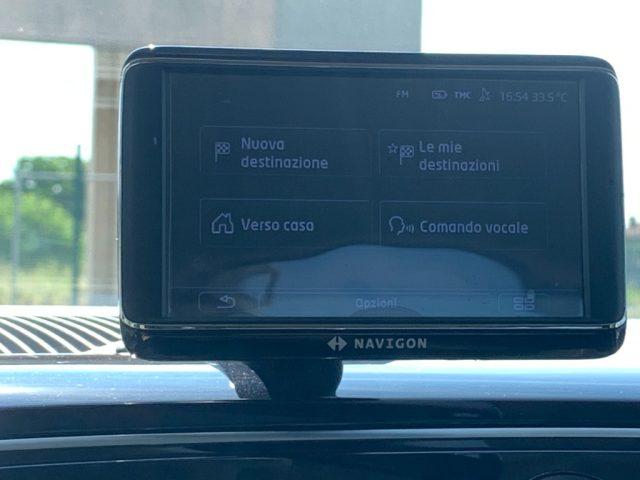 FM TMC 16:54 33.5°C
Nuova
destinazione
Le mie
destinazioni
Verso casa
Comando vocale
Opzioni
NAVIGON